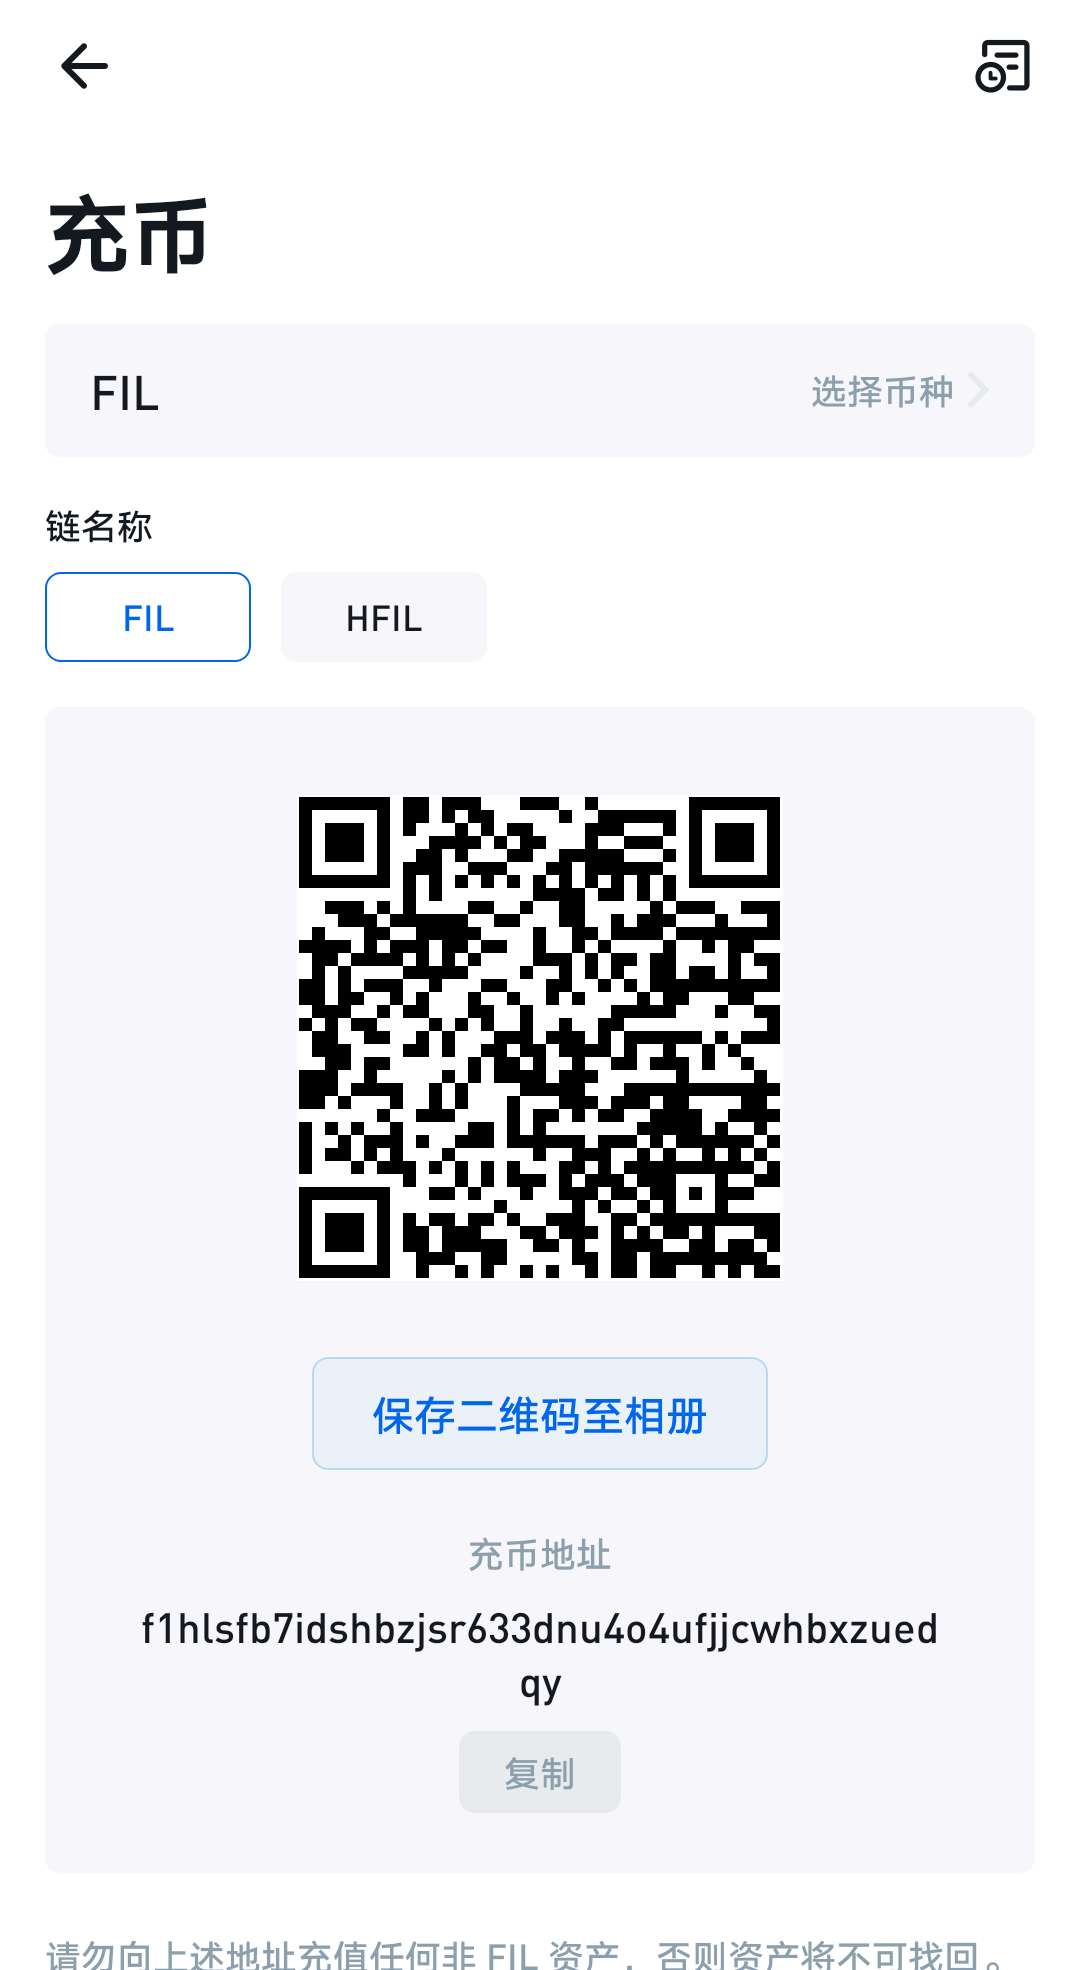 充币
FIL 选择币种
链名称
FIL HFIL
保存二维码至相册
充币地址
f1hlsfb7idshbzjsr633dnu4o4ufjjcwhbxzued
qy
复制
请勿向上述地址充值任何非 FIL 资产，否则资产将不可找回。